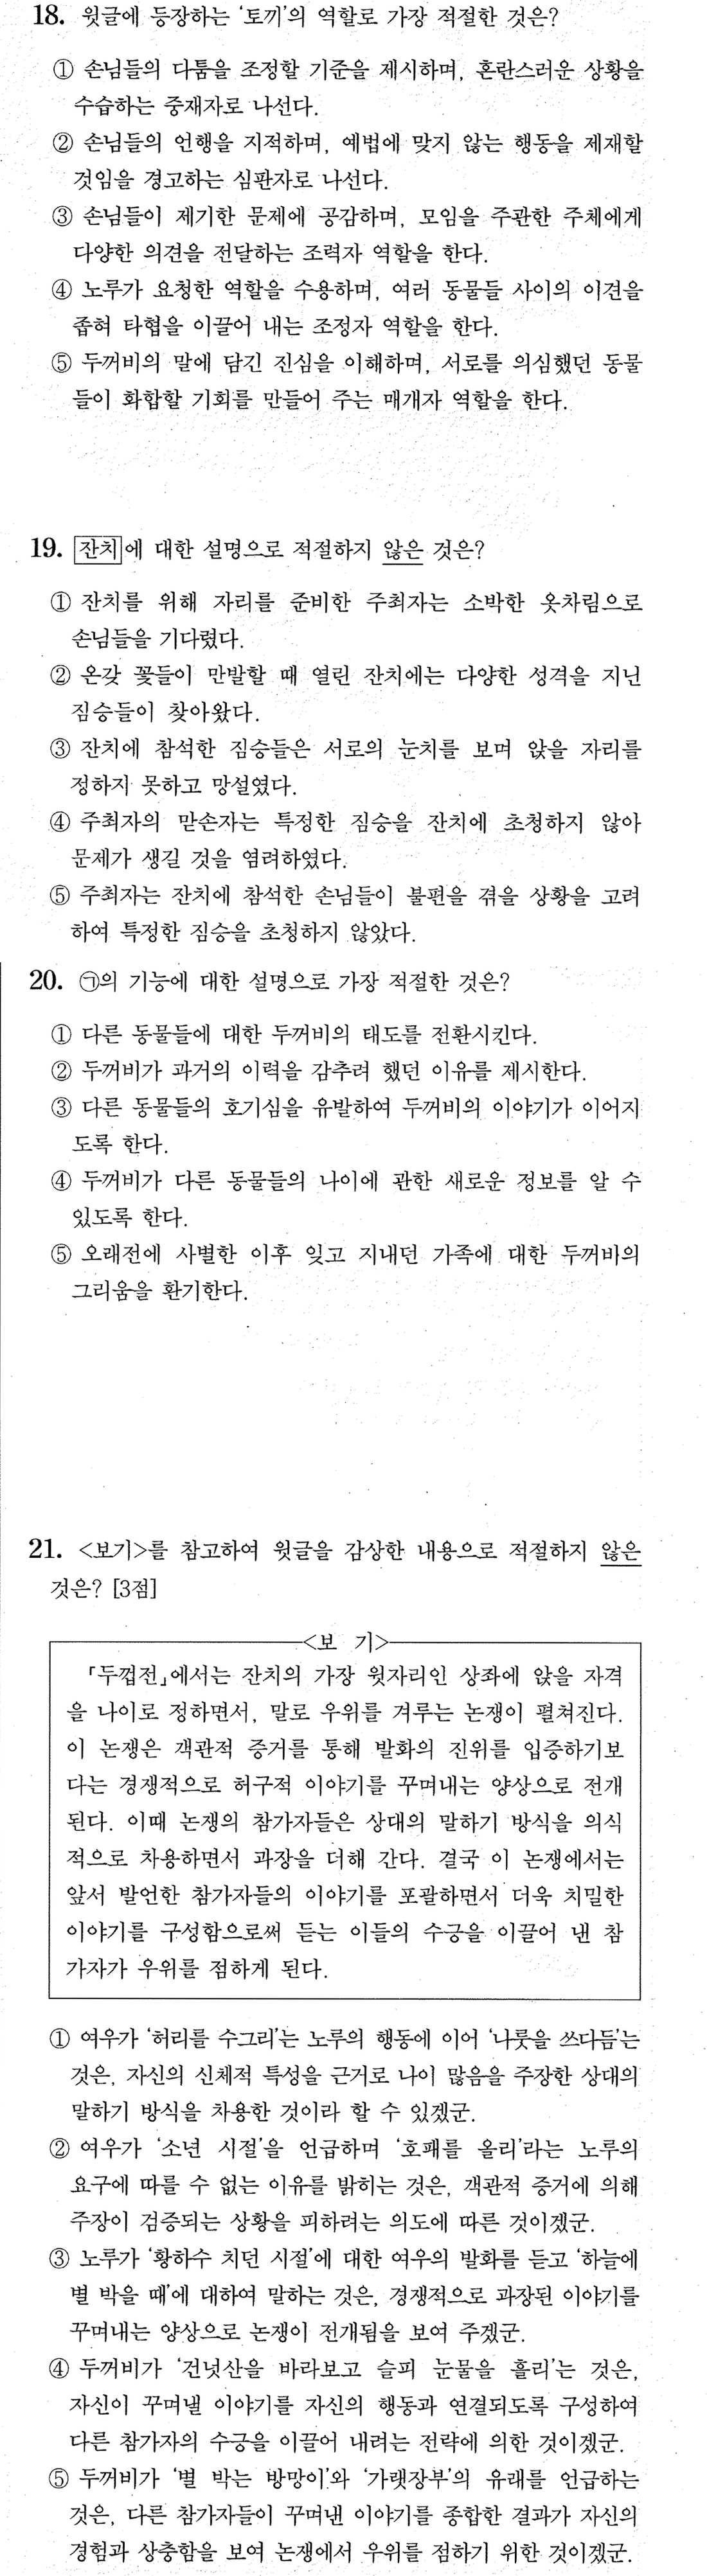 18. 윗글에 등장하는 ‘토끼’의 역할로 가장 적절한 것은?
① 손님들의 다툼을 조정할 기준을 제시하며, 혼란스러운 상황을
수습하는 중재자로 나선다.
② 손님들의 언행을 지적하며, 예법에 맞지 않는 행동을 제재할
것임을 경고하는 심판자로 나선다.
③ 손님들이 제기한 문제에 공감하며, 모임을 주관한 주체에게
다양한 의견을 전달하는 조력자 역할을 한다.
④ 노루가 요청한 역할을 수용하며, 여러 동물들 사이의 이견을
좁혀 타협을 이끌어 내는 조정자 역할을 한다.
⑤ 두꺼비의 말에 담긴 진심을 이해하며, 서로를 의심했던 동물
들이 화합할 기회를 만들어 주는 매개자 역할을 한다.
19. 잔치에 대한 설명으로 적절하지 않은 것은?
① 잔치를 위해 자리를 준비한 주최자는 소박한 옷차림으로
손님들을 기다렸다.
② 온갖 꽃들이 만발할 때 열린 잔치에는 다양한 성격을 지닌
짐승들이 찾아왔다.
③ 잔치에 참석한 짐승들은 서로의 눈치를 보며 앉을 자리를
정하지 못하고 망설였다.
④ 주최자의 맏손자는 특정한 짐승을 잔치에 초청하지 않아
문제가 생길 것을 염려하였다.
⑤ 주최자는 잔치에 참석한 손님들이 불편을 겪을 상황을 고려
하여 특정한 짐승을 초청하지 않았다.
20. ㉠의 기능에 대한 설명으로 가장 적절한 것은?
① 다른 동물들에 대한 두꺼비의 태도를 전환시킨다.
② 두꺼비가 과거의 이력을 감추려 했던 이유를 제시한다.
③ 다른 동물들의 호기심을 유발하여 두꺼비의 이야기가 이어지
도록 한다.
④ 두꺼비가 다른 동물들의 나이에 관한 새로운 정보를 알 수
있도록 한다.
⑤ 오래전에 사별한 이후 잊고 지내던 가족에 대한 두꺼비의
그리움을 환기한다.
21. <보기>를 참고하여 윗글을 감상한 내용으로 적절하지 않은
것은? [3점]
<보 기>
「두껍전」에서는 잔치의 가장 윗자리인 상좌에 앉을 자격
을 나이로 정하면서, 말로 우위를 겨루는 논쟁이 펼쳐진다.
이 논쟁은 객관적 증거를 통해 발화의 진위를 입증하기보
다는 경쟁적으로 허구적 이야기를 꾸며내는 양상으로 전개
된다. 이때 논쟁의 참가자들은 상대의 말하기 방식을 의식
적으로 차용하면서 과장을 더해 간다. 결국 이 논쟁에서는
앞서 발언한 참가자들의 이야기를 포괄하면서 더욱 치밀한
이야기를 구성함으로써 듣는 이들의 수긍을 이끌어 낸 참
가자가 우위를 점하게 된다.
① 여우가 ‘허리를 수그리’는 노루의 행동에 이어 ‘나룻을 쓰다듬’는
것은, 자신의 신체적 특성을 근거로 나이 많음을 주장한 상대의
말하기 방식을 차용한 것이라 할 수 있겠군.
② 여우가 ‘소년 시절’을 언급하며 ‘호패를 올리’라는 노루의
요구에 따를 수 없는 이유를 밝히는 것은, 객관적 증거에 의해
주장이 검증되는 상황을 피하려는 의도에 따른 것이겠군.
③ 노루가 ‘황하수 치던 시절’에 대한 여우의 발화를 듣고 ‘하늘에
별 박을 때’에 대하여 말하는 것은, 경쟁적으로 과장된 이야기를
꾸며내는 양상으로 논쟁이 전개됨을 보여 주겠군.
④ 두꺼비가 ‘건넛산을 바라보고 슬피 눈물을 흘리’는 것은,
자신이 꾸며낼 이야기를 자신의 행동과 연결되도록 구성하여
다른 참가자의 수긍을 이끌어 내려는 전략에 의한 것이겠군.
⑤ 두꺼비가 ‘별 박는 방망이’와 ‘가랫장부’의 유래를 언급하는
것은, 다른 참가자들이 꾸며낸 이야기를 종합한 결과가 자신의
경험과 상충함을 보여 논쟁에서 우위를 점하기 위한 것이겠군.